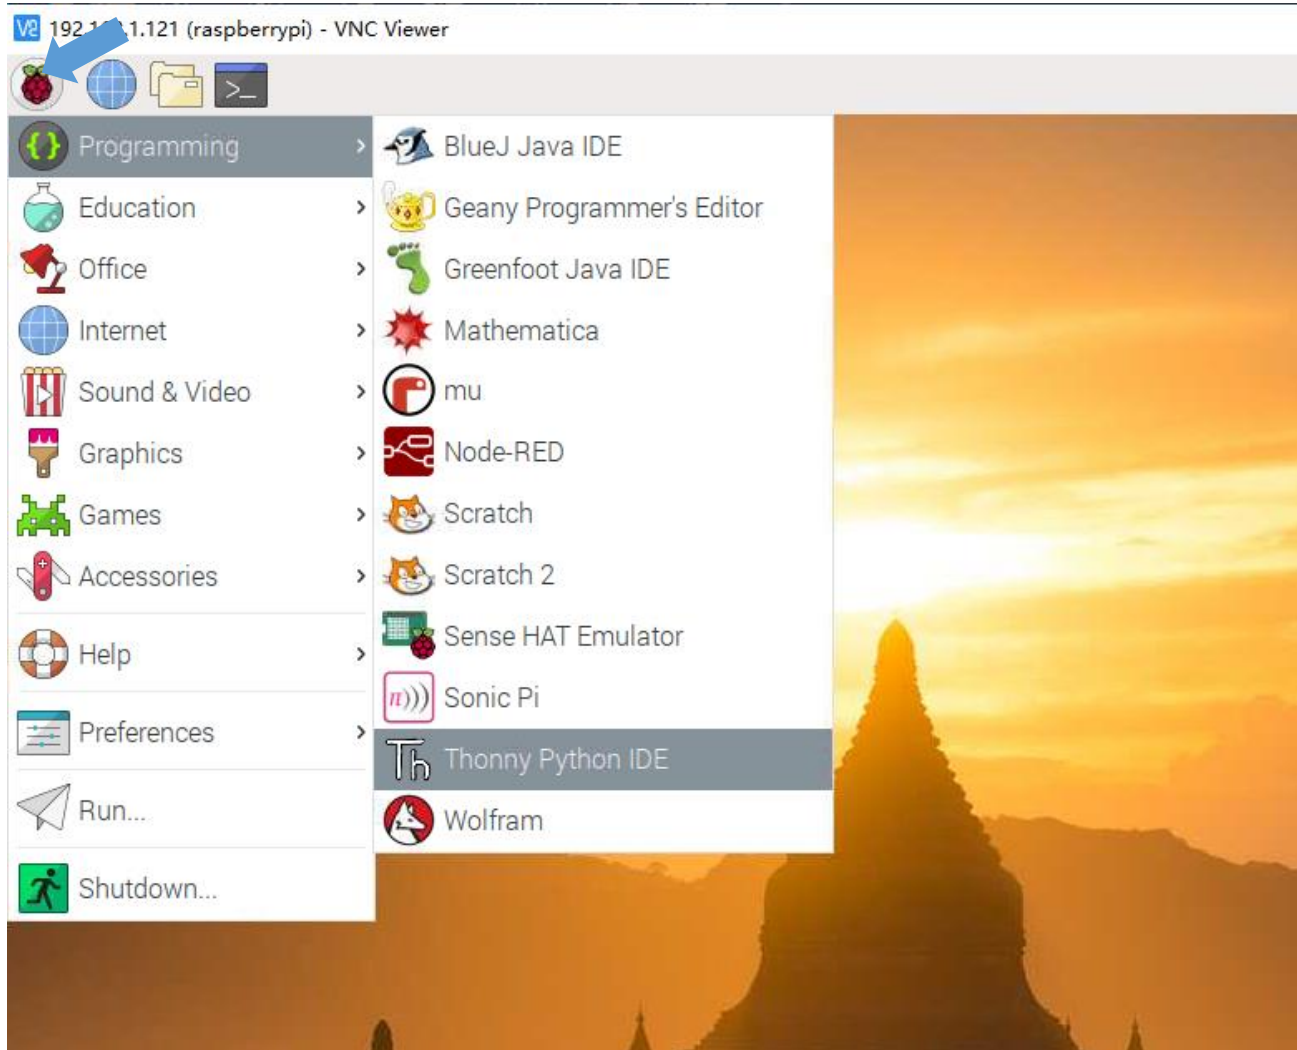 192.1 .1.121 (raspberrypi) - VNC Viewer
Programming
Education
Office
Internet
Sound & Video
Graphics
Games
Accessories
Help
Preferences
Run...
Shutdown...
BlueJ Java IDE
Geany Programmer's Editor
Greenfoot Java IDE
Mathematica
mu
Node-RED
Scratch
Scratch 2
Sense HAT Emulator
Sonic Pi
Thonny Python IDE
Wolfram